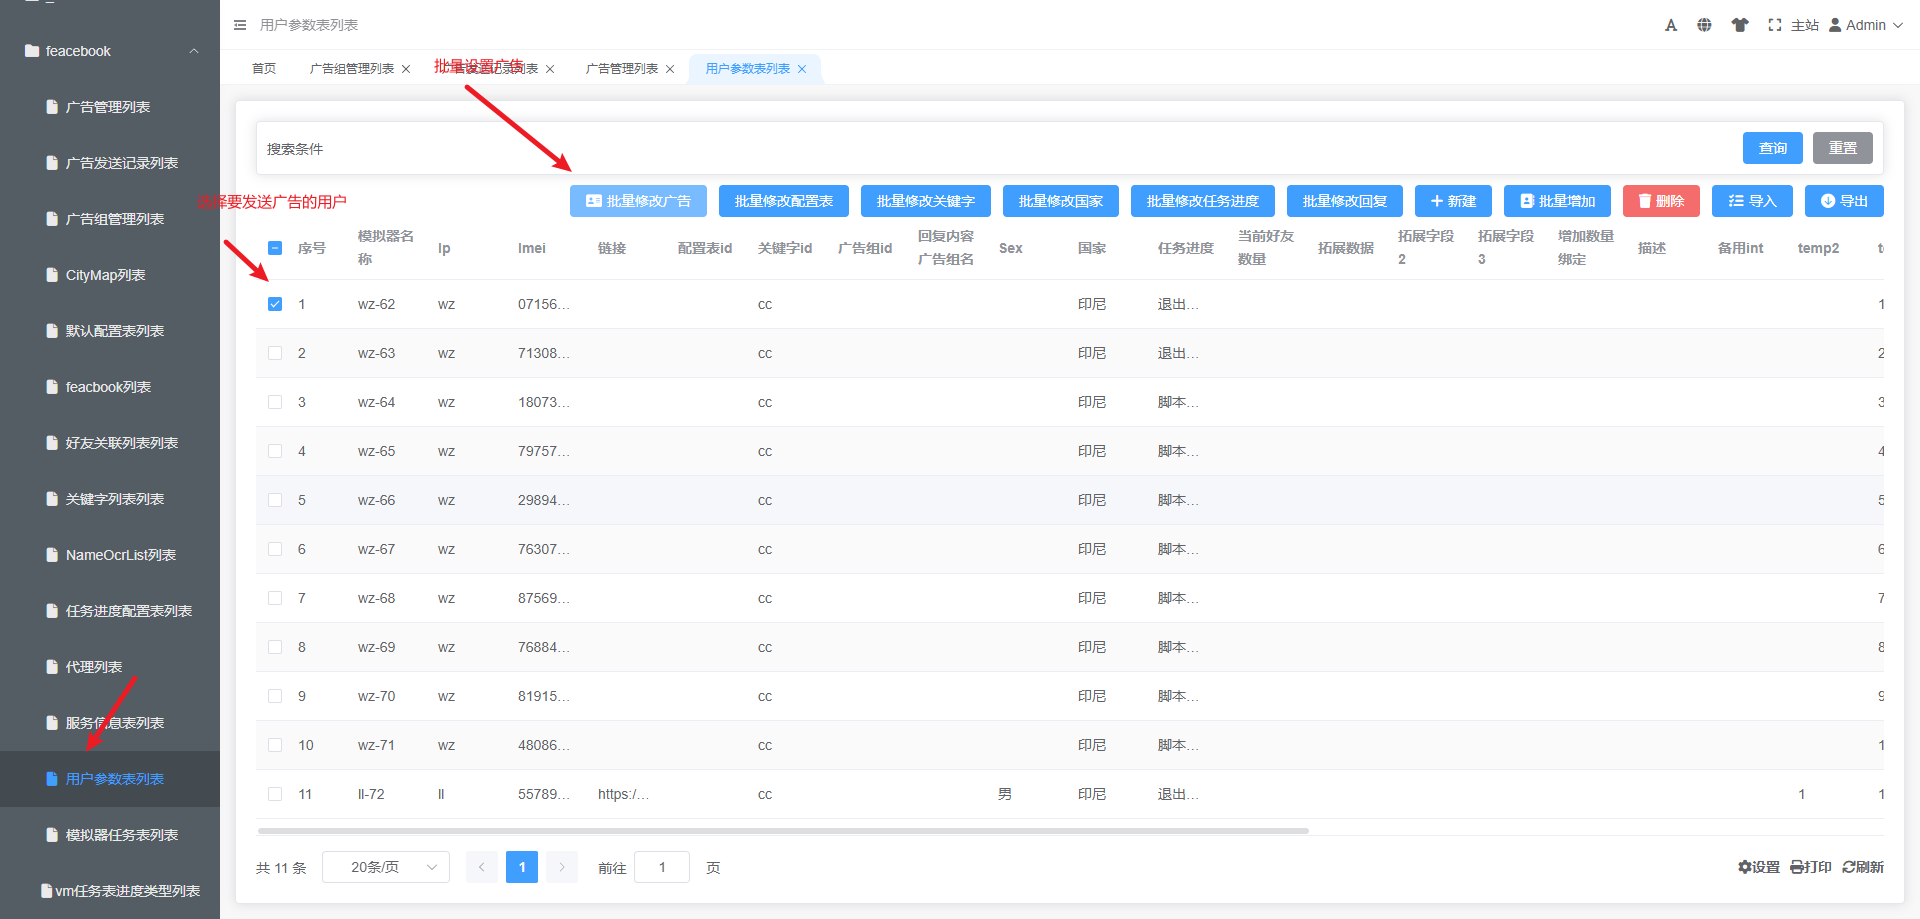 feacebook
广告管理列表
广告发送记录列表
广告组管理列表
CityMap列表
默认配置表列表
feacbook列表
好友关联列表列表
关键字列表列表
NameOcrList列表
任务进度配置表列表
代理列表
服务信息表列表
用户参数表列表
模拟器任务表列表
vm任务表进度类型列表
用户参数表列表
主站 Admin
首页 广告组管理列表 记录列表 广告管理列表 用户参数表列表
批量设置广告
搜索条件 查询 重置
选择要发送广告的用户
批量修改广告 批量修改配置表 批量修改关键字 批量修改国家 批量修改任务进度 批量修改回复 新建 批量增加 删除 导入 导出
序号 模拟器名称 Ip Imei 链接 配置表id 关键字id 广告组id 回复内容广告组名 Sex 国家 任务进度 当前好友数量 拓展数据 拓展字段2 拓展字段3 增加数量绑定 描述 备用int temp2
1 wz-62 wz 07156... cc 印尼 退出... 1
2 wz-63 wz 71308... cc 印尼 退出... 2
3 wz-64 wz 18073... cc 印尼 脚本... 3
4 wz-65 wz 79757... cc 印尼 脚本... 4
5 wz-66 wz 29894... cc 印尼 脚本... 5
6 wz-67 wz 76307... cc 印尼 脚本... 6
7 wz-68 wz 87569... cc 印尼 脚本... 7
8 wz-69 wz 76884... cc 印尼 脚本... 8
9 wz-70 wz 81915... cc 印尼 脚本... 9
10 wz-71 wz 48086... cc 印尼 脚本... 1
11 ll-72 ll 55789... https:/... cc 男 印尼 退出... 1 1
共 11 条 20条/页 1 前往 1 页 设置 打印 刷新